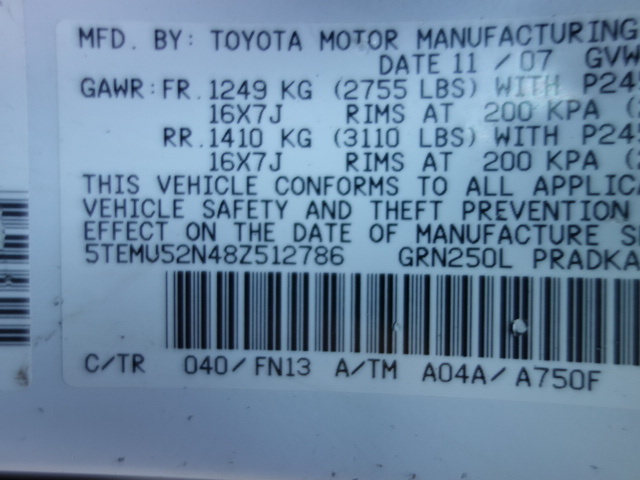 MFD. BY: TOYOTA MOTOR MANUFACTURING
DATE 11 / 07 GVW
GAWR: FR. 1249 KG (2755 LBS) WITH P24
16X7J RIMS AT 200 KPA (
RR. 1410 KG (3110 LBS) WITH P24
16X7J RIMS AT 200 KPA (
THIS VEHICLE CONFORMS TO ALL APPLIC
VEHICLE SAFETY AND THEFT PREVENTION
EFFECT ON THE DATE OF MANUFACTURE S
5TEMU52N48Z512786 GRN250L PRADKA
C/TR 040/FN13 A/TM A04A/A750F